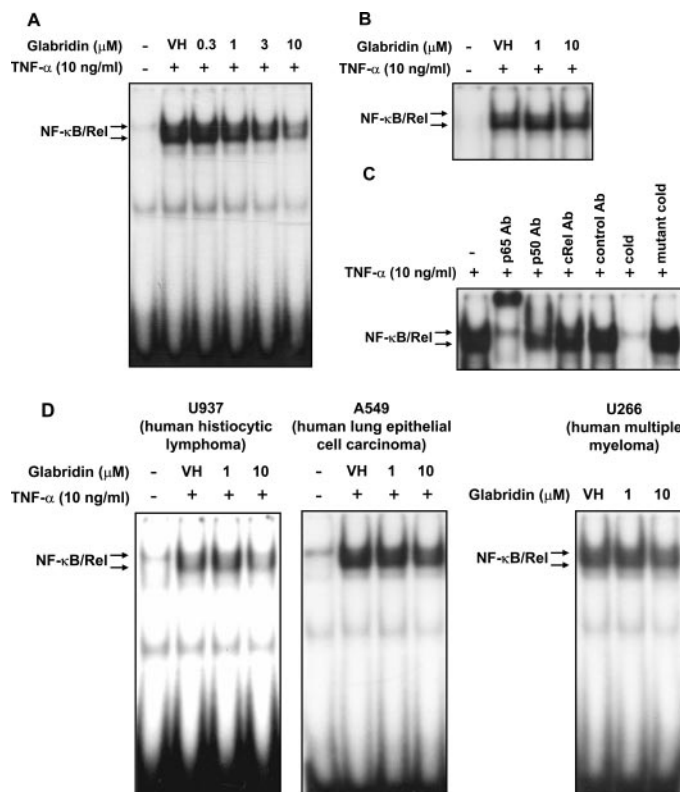 A
Glabridin (μM) - VH 0.3 1 3 10
TNF-α (10 ng/ml) - + + + + +
NF-κB/Rel
B
Glabridin (μM) - VH 1 10
TNF-α (10 ng/ml) - + + +
NF-κB/Rel
C
- p65 Ab p50 Ab cRel Ab control Ab cold mutant cold
TNF-α (10 ng/ml) + + + + + + +
NF-κB/Rel
D
U937
(human histiocytic
lymphoma)
Glabridin (μM) - VH 1 10
TNF-α (10 ng/ml) - + + +
NF-κB/Rel
A549
(human lung epithelial
cell carcinoma)
- VH 1 10
- + + +
U266
(human multiple
myeloma)
Glabridin (μM) VH 1 10
NF-κB/Rel